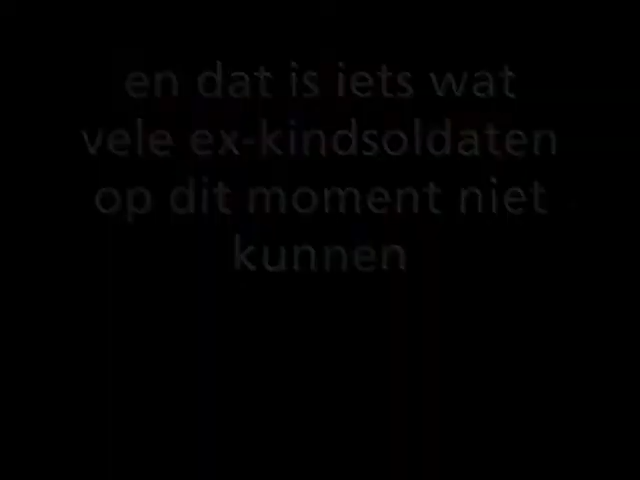 en dat is iets wat
vele ex-kindsoldaten
op dit moment niet
kunnen